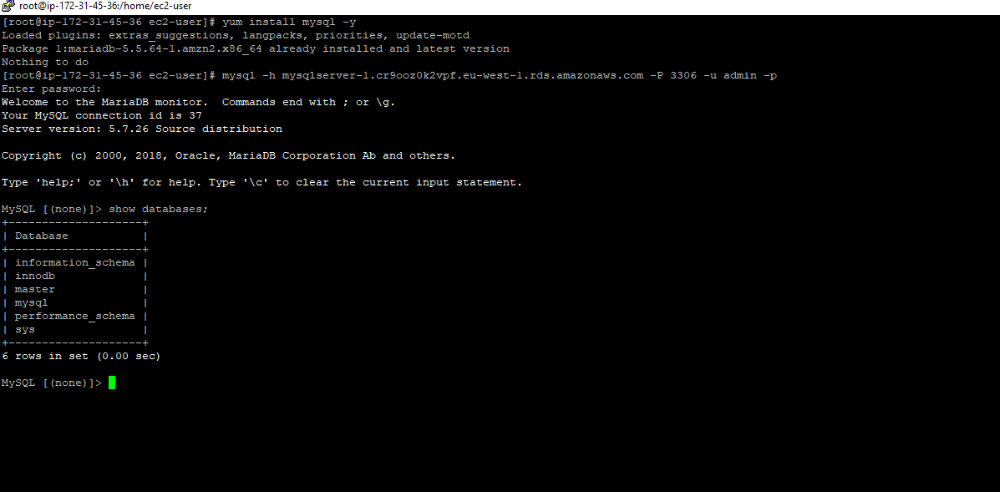 root@ip-172-31-45-36:/home/ec2-user
[root@ip-172-31-45-36 ec2-user]# yum install mysql -y
Loaded plugins: extras_suggestions, langpacks, priorities, update-motd
Package 1:mariadb-5.5.64-1.amzn2.x86_64 already installed and latest version
Nothing to do
[root@ip-172-31-45-36 ec2-user]# mysql -h mysqlserver-1.cr9ooz0k2vpf.eu-west-1.rds.amazonaws.com -P 3306 -u admin -p
Enter password:
Welcome to the MariaDB monitor.  Commands end with ; or \g.
Your MySQL connection id is 37
Server version: 5.7.26 Source distribution

Copyright (c) 2000, 2018, Oracle, MariaDB Corporation Ab and others.

Type 'help;' or '\h' for help. Type '\c' to clear the current input statement.

MySQL [(none)]> show databases;
+--------------------+
| Database           |
+--------------------+
| information_schema |
| innodb             |
| master             |
| mysql              |
| performance_schema |
| sys                |
+--------------------+
6 rows in set (0.00 sec)

MySQL [(none)]>